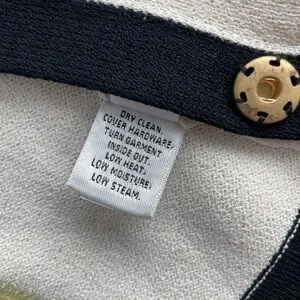 DRY CLEAN.
COVER HARDWARE/
TURN GARMENT
INSIDE OUT.
LOW HEAT/
LOW MOISTURE/
LOW STEAM.